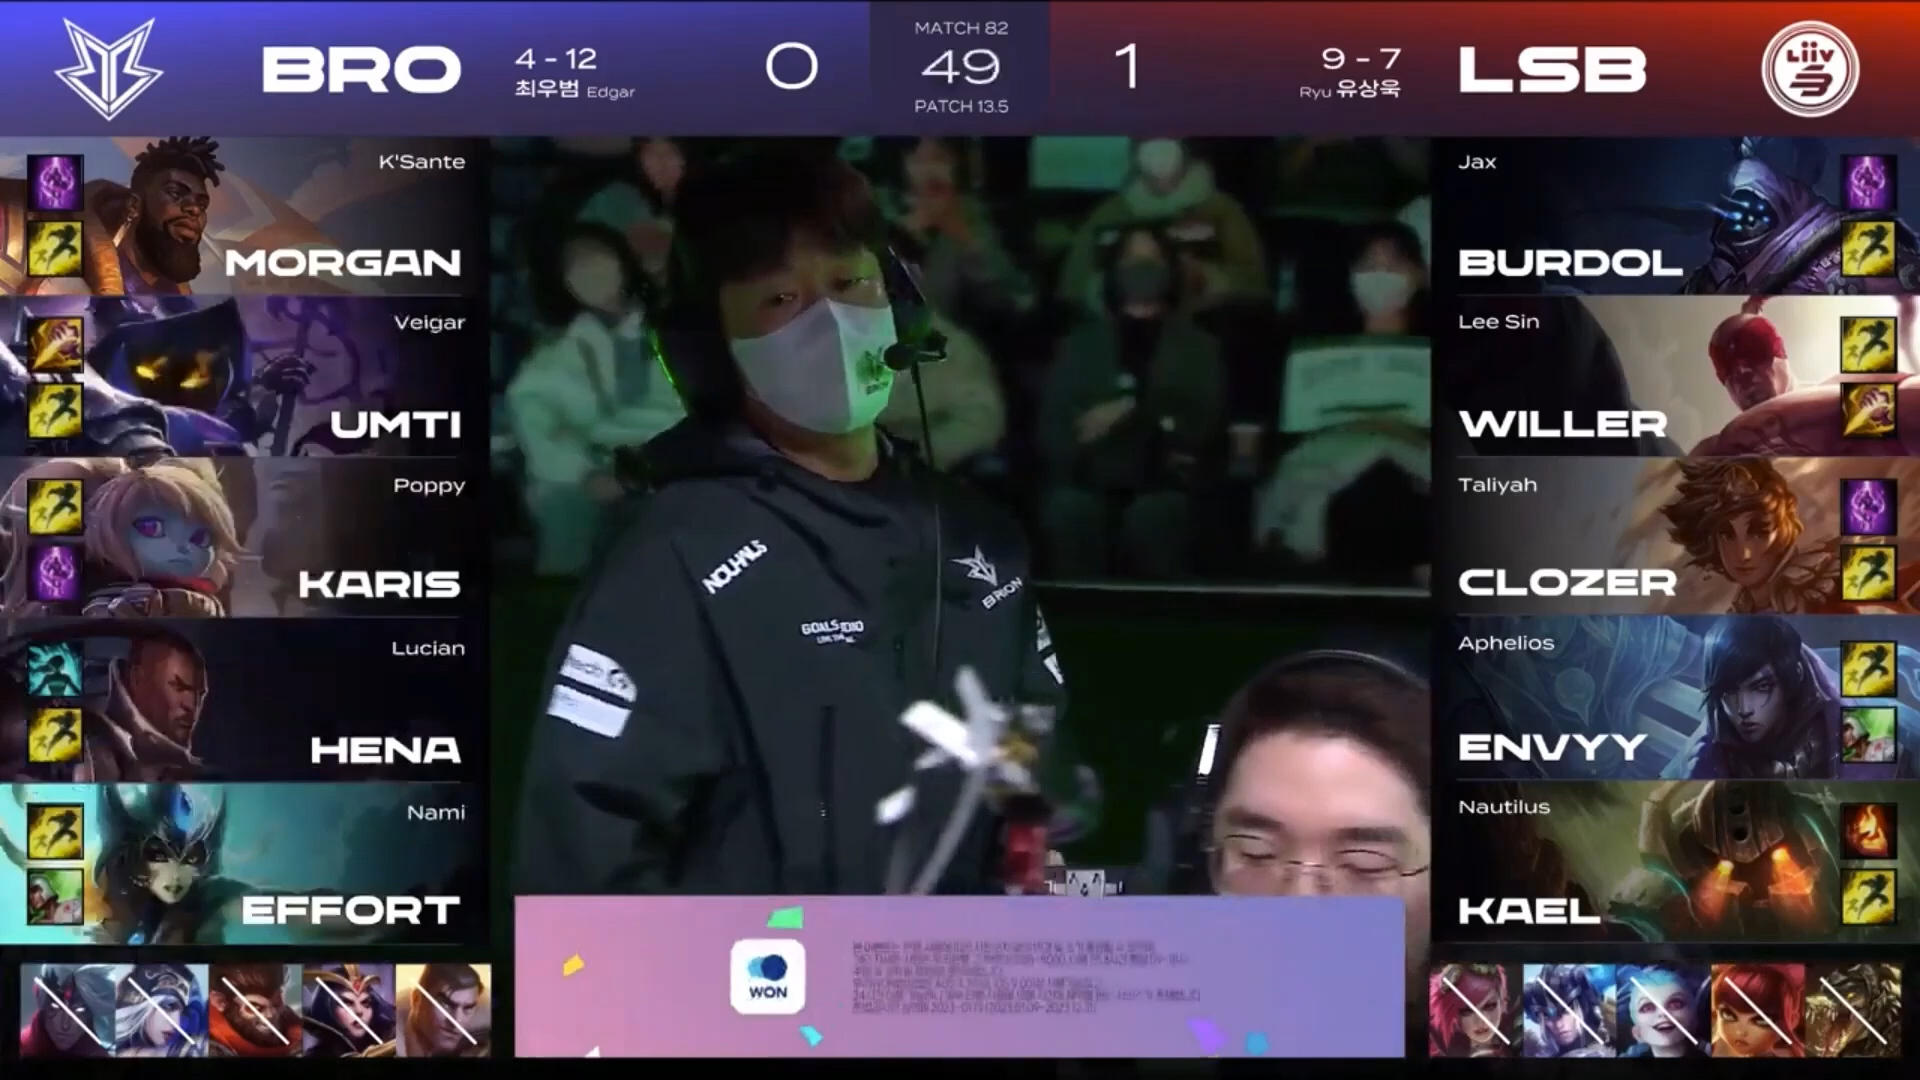 BRO
4 - 12
최우범 Edgar
0
MATCH 82
49
PATCH 13.5
1
9 - 7
Ryu 유상욱
LSB
Liiv
K'Sante
MORGAN
Veigar
UMTI
Poppy
KARIS
Lucian
HENA
Nami
EFFORT
Jax
BURDOL
Lee Sin
WILLER
Taliyah
CLOZER
Aphelios
ENVYY
Nautilus
KAEL
NOLHALS
GOALSTUDIO
BRION
WON